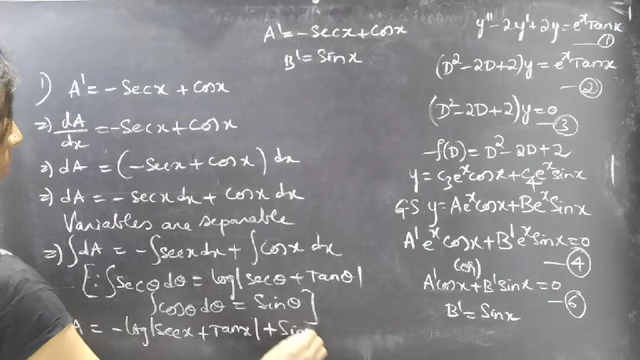 A' = -Secx + Cosx
B' = Sinx
1) A' = -Secx + Cosx
⇒) dA/dx = -Secx + Cosx
⇒) dA = (-Secx + Cosx) dx
⇒) dA = -Secx dx + Cosx dx
Variables are separable
⇒) ∫dA = -∫secx dx + ∫Cosx dx
[∵ ∫Secθ dθ = log|secθ + Tanθ|
∫cosθ dθ = Sinθ]
A = -log|Secx + Tanx| + Sin
y'' - 2y' + 2y = e^x Tanx
—①
(D² - 2D + 2)y = e^x Tanx
—②
(D² - 2D + 2)y = 0
—③
f(D) = D² - 2D + 2
y = C₃e^x cosx + C₄e^x sinx
G.S y = Ae^x cosx + Be^x Sinx
A'e^x cosx + B'e^x Sinx = 0
(or) —④
A'cosx + B'sinx = 0
—⑤
B' = Sinx